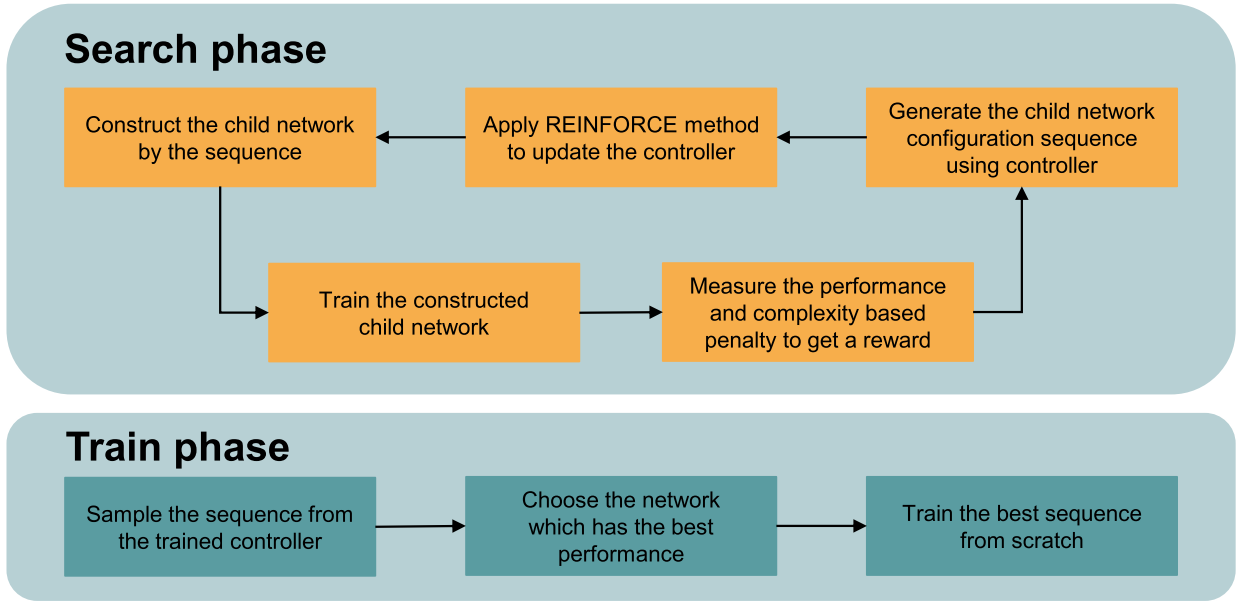 Search phase
Construct the child network
by the sequence
Apply REINFORCE method
to update the controller
Generate the child network
configuration sequence
using controller
Train the constructed
child network
Measure the performance
and complexity based
penalty to get a reward
Train phase
Sample the sequence from
the trained controller
Choose the network
which has the best
performance
Train the best sequence
from scratch